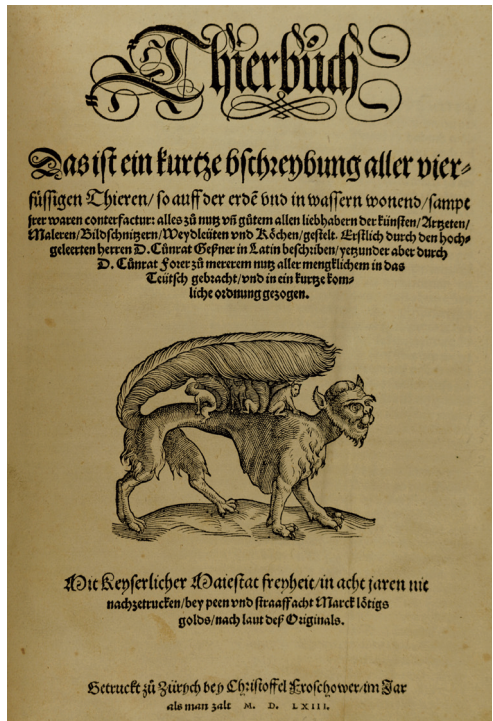 Thierbůch
Das ist ein kurtze bschreybung aller vier-
füssigen Thieren/ so auff der erdē vnd in wassern wonend/ sampt
jrer waren conterfactur: alles zů nutz vñ gůtem allen liebhabern der künsten/ Artzeten/
Maleren/ Bildschnitzern/ Weydleüten vnd Köchen/ gestelt. Erstlich durch den hoch-
geleerten herren D. Cůnrat Geßner in Latin beschriben/ yetzunder aber durch
D. Cůnrat Forer zů mererem nutz aller mengklichem in das
Teütsch gebracht/ vnd in ein kurtze kom-
liche ordnung gezogen.
Mit Keyserlicher Maiestat freyheit/ in acht jaren nit
nachzetrucken/ bey peen vnd straaff acht Marck lötigs
golds/ nach laut deß Originals.
Getruckt zů Zürych bey Christoffel Froschower/ im Jar
als man zalt M. D. LXIII.